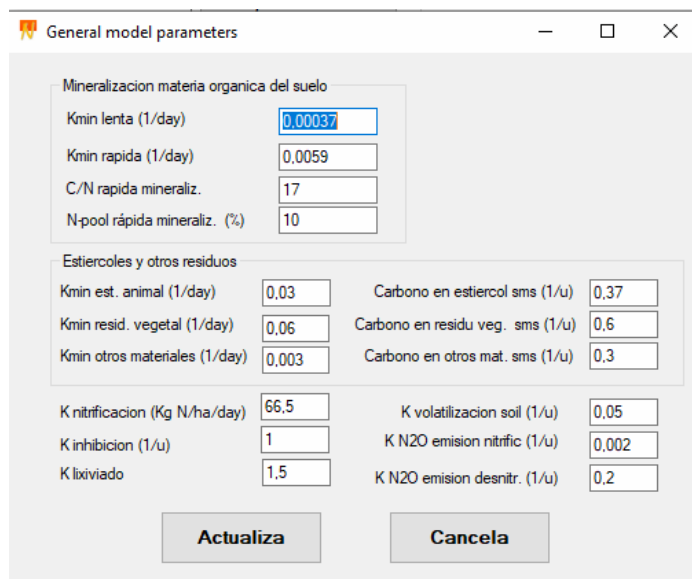 General model parameters
Mineralizacion materia organica del suelo
Kmin lenta (1/day) 0,00037
Kmin rapida (1/day) 0,0059
C/N rapida mineraliz. 17
N-pool rápida mineraliz. (%) 10
Estiercoles y otros residuos
Kmin est. animal (1/day) 0,03 Carbono en estiercol sms (1/u) 0,37
Kmin resid. vegetal (1/day) 0,06 Carbono en residu veg. sms (1/u) 0,6
Kmin otros materiales (1/day) 0,003 Carbono en otros mat. sms (1/u) 0,3
K nitrificacion (Kg N/ha/day) 66,5 K volatilizacion soil (1/u) 0,05
K inhibicion (1/u) 1 K N2O emision nitrific (1/u) 0,002
K lixiviado 1,5 K N2O emision desnitr. (1/u) 0,2
Actualiza Cancela